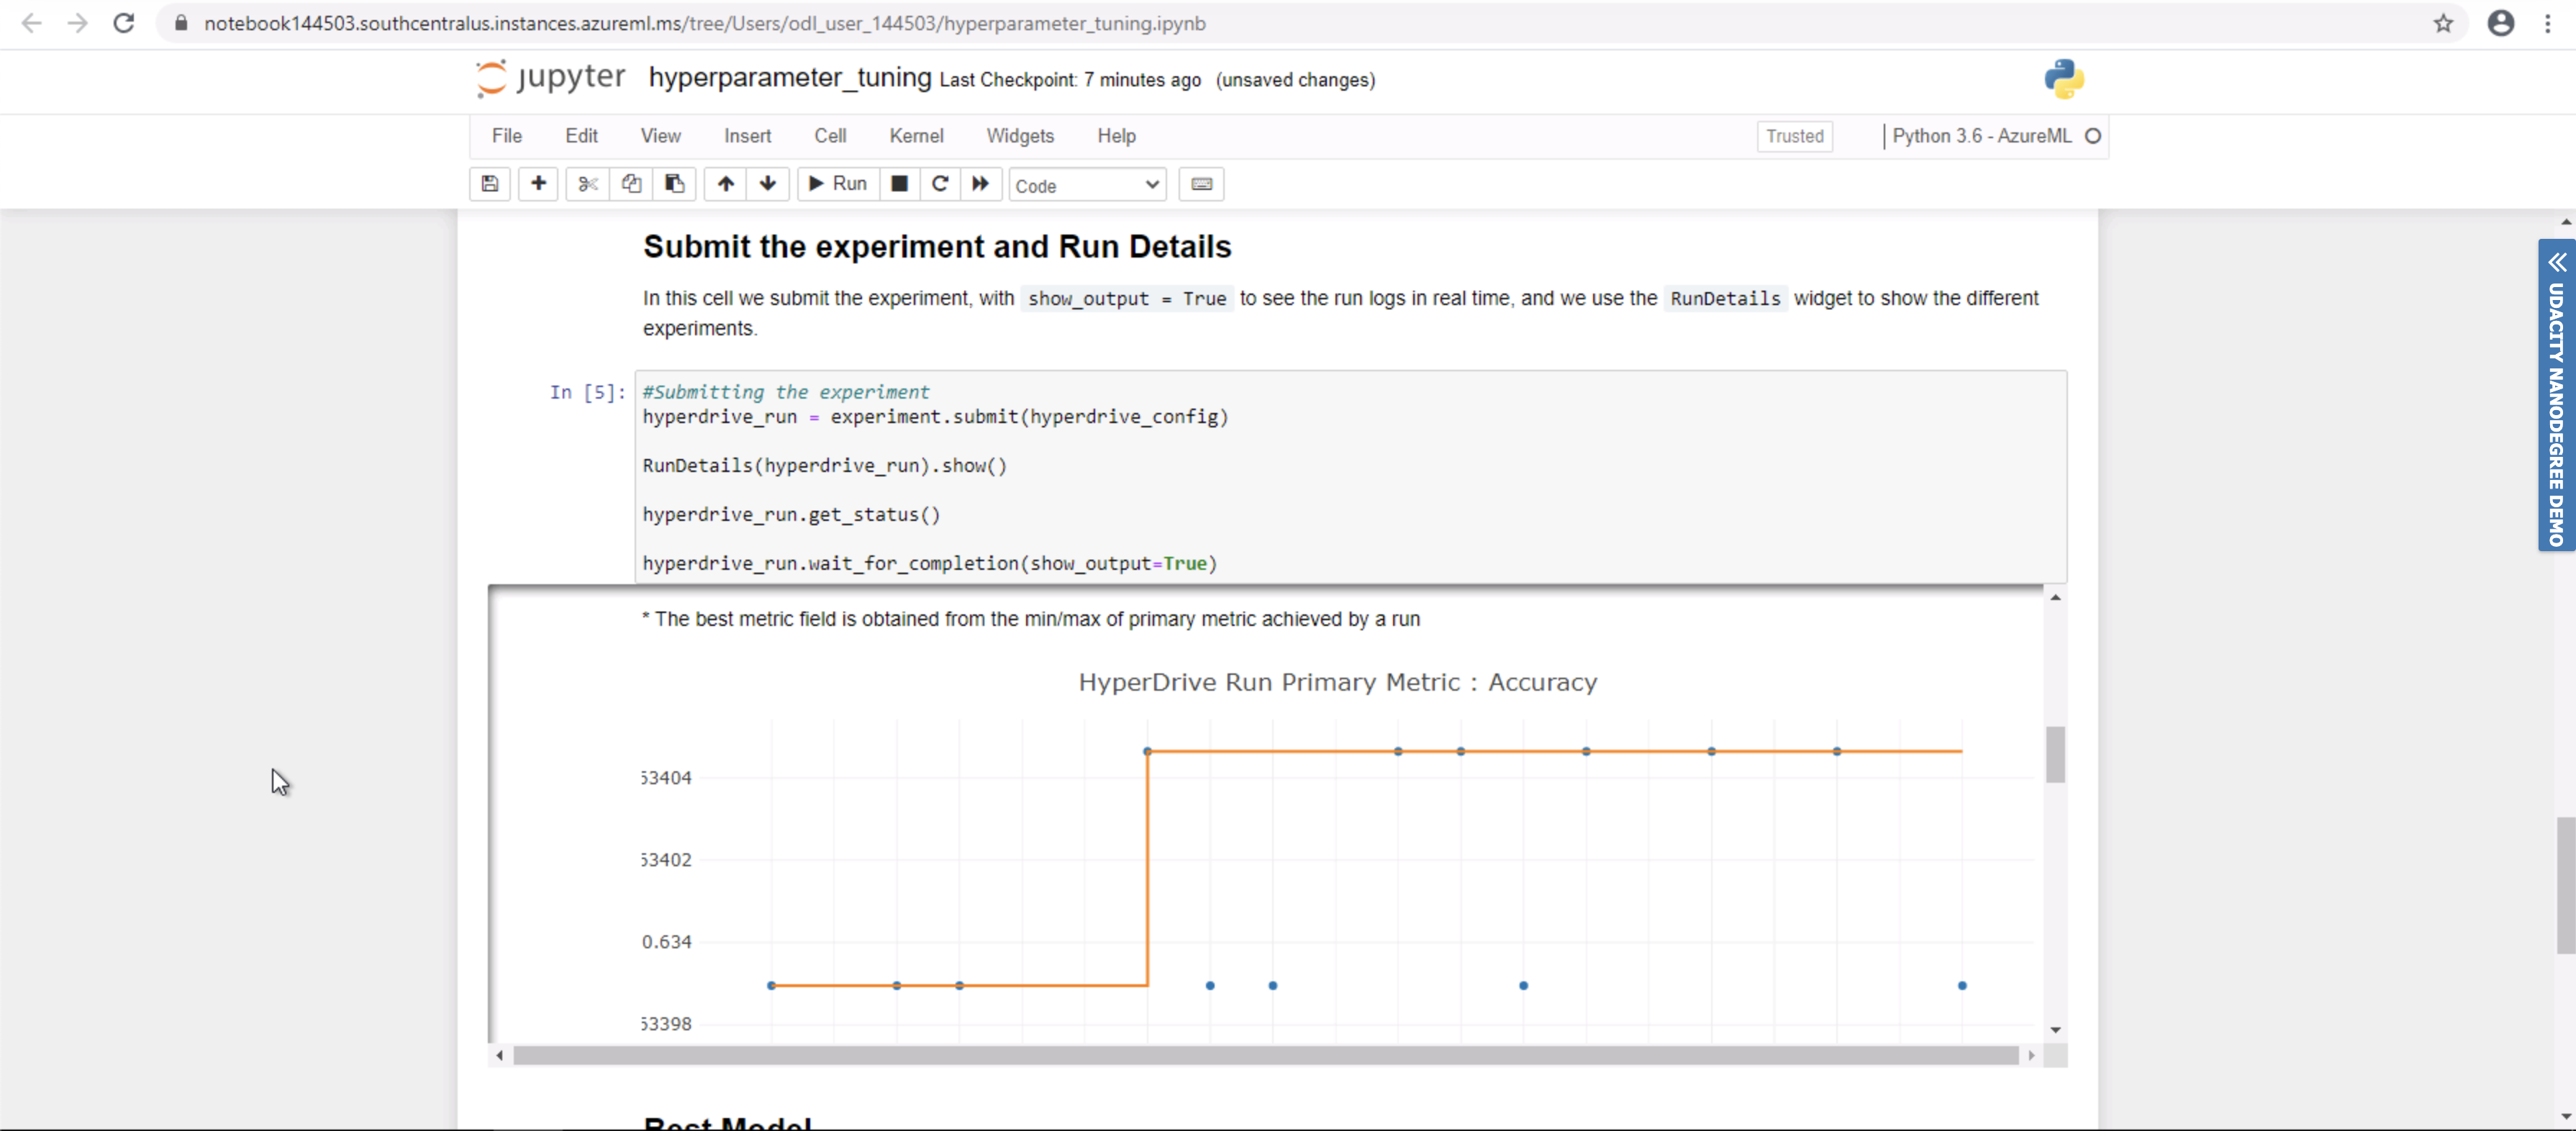 notebook144503.southcentralus.instances.azureml.ms/tree/Users/odl_user_144503/hyperparameter_tuning.ipynb
jupyter hyperparameter_tuning Last Checkpoint: 7 minutes ago (unsaved changes)
File Edit View Insert Cell Kernel Widgets Help Trusted Python 3.6 - AzureML
Run Code
Submit the experiment and Run Details
In this cell we submit the experiment, with show_output = True to see the run logs in real time, and we use the RunDetails widget to show the different
experiments.
In [5]: #Submitting the experiment
hyperdrive_run = experiment.submit(hyperdrive_config)
RunDetails(hyperdrive_run).show()
hyperdrive_run.get_status()
hyperdrive_run.wait_for_completion(show_output=True)
* The best metric field is obtained from the min/max of primary metric achieved by a run
HyperDrive Run Primary Metric : Accuracy
53404
53402
0.634
53398
Best Model
UDACITY NANODEGREE DEMO